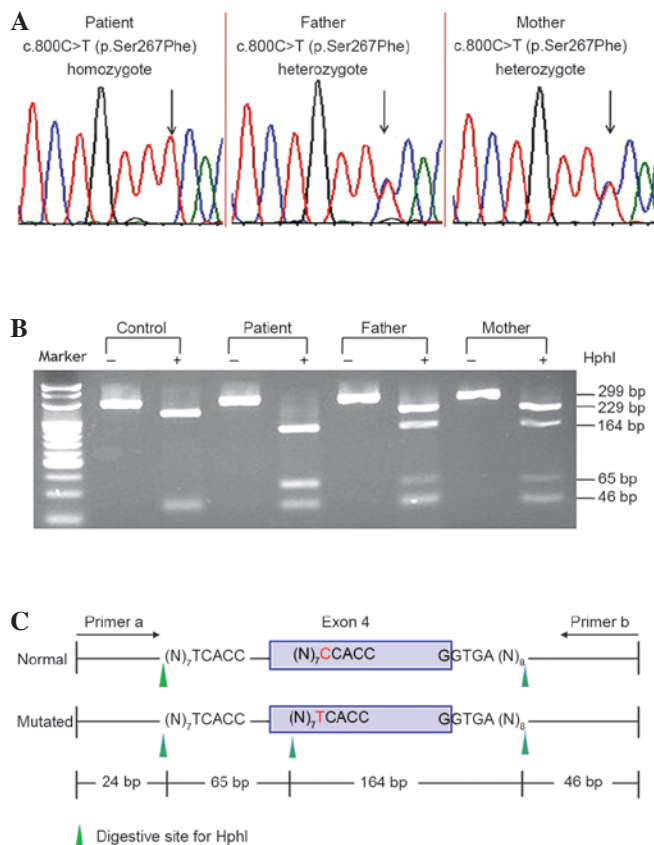 A
Patient Father Mother
c.800C>T (p.Ser267Phe) c.800C>T (p.Ser267Phe) c.800C>T (p.Ser267Phe)
homozygote heterozygote heterozygote
B
Control Patient Father Mother
Marker – + – + – + – + HphI
299 bp
229 bp
164 bp
65 bp
46 bp
C
Primer a Exon 4 Primer b
Normal (N)₇TCACC (N)₇CCACC GGTGA (N)₈
Mutated (N)₇TCACC (N)₇TCACC GGTGA (N)₈
24 bp 65 bp 164 bp 46 bp
Digestive site for HphI